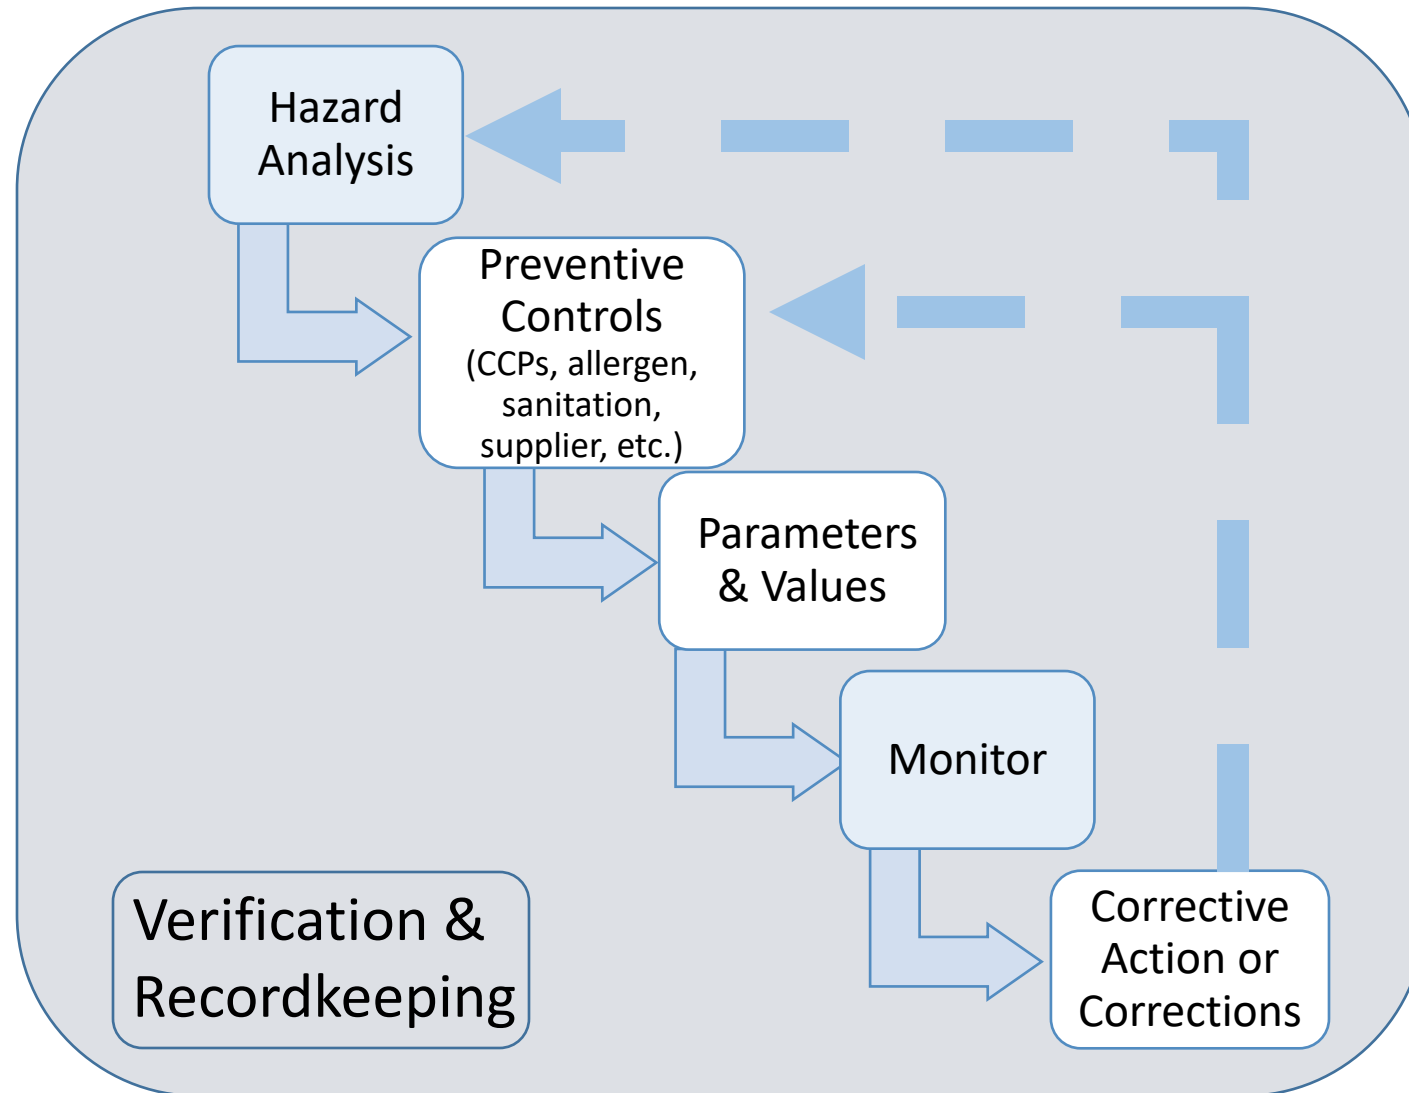 Hazard
Analysis
Preventive
Controls
(CCPs, allergen,
sanitation,
supplier, etc.)
Parameters
& Values
Monitor
Corrective
Action or
Corrections
Verification &
Recordkeeping